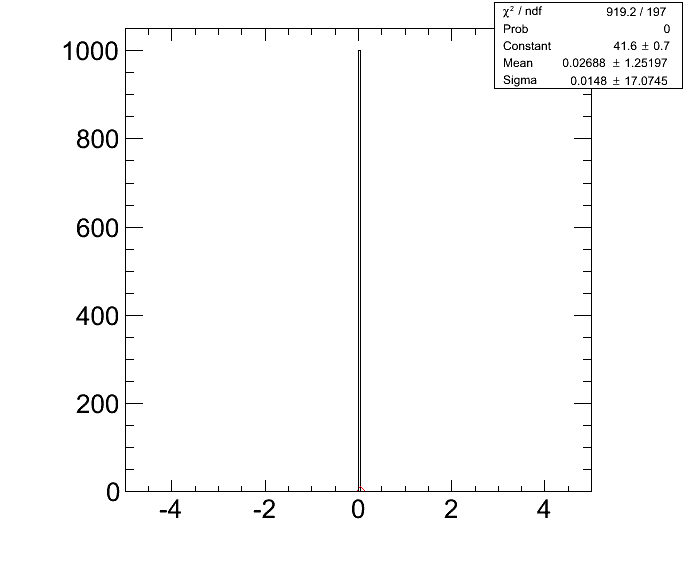 χ² / ndf 919.2 / 197
Prob 0
Constant 41.6 ± 0.7
Mean 0.02688 ± 1.25197
Sigma 0.0148 ± 17.0745
1000
800
600
400
200
0
-4 -2 0 2 4